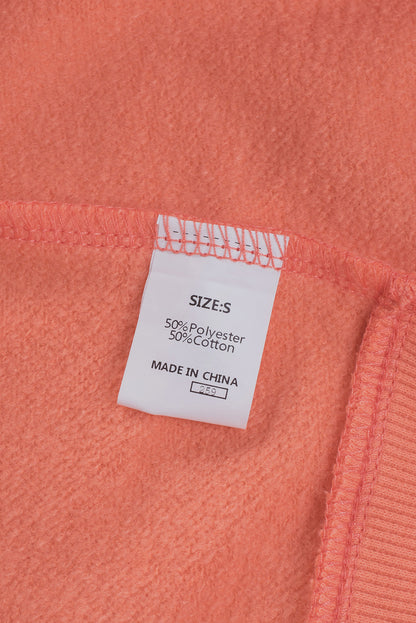 SIZE:S
50%Polyester
50%Cotton
MADE IN CHINA
259